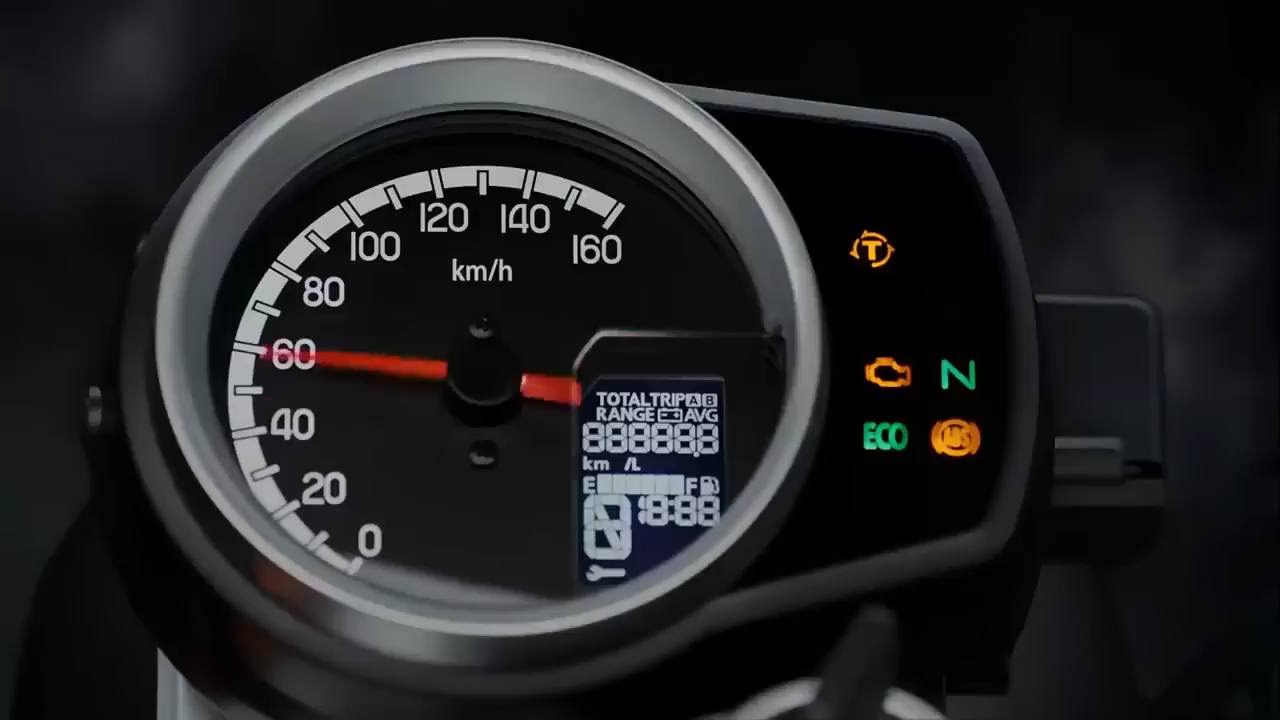 160
140
120
100
80
60
40
20
0
km/h
TOTAL TRIP A B
RANGE AVG
888888
km /L
E F
18:88
T
N
ECO
ABS